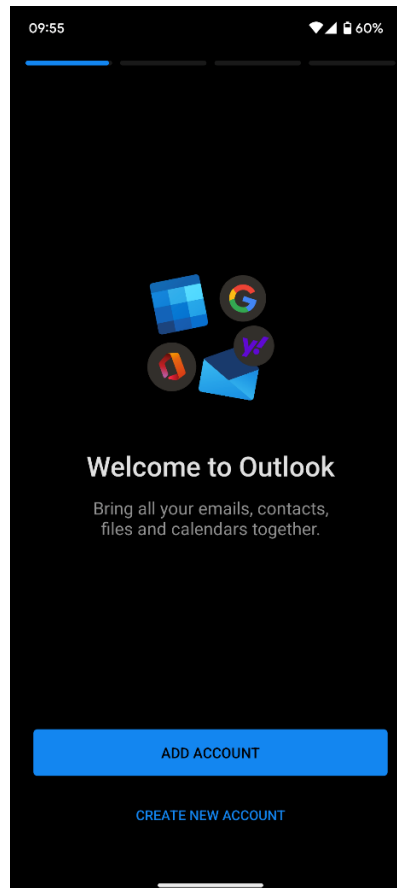 09:55 60%
Welcome to Outlook
Bring all your emails, contacts,
files and calendars together.
ADD ACCOUNT
CREATE NEW ACCOUNT